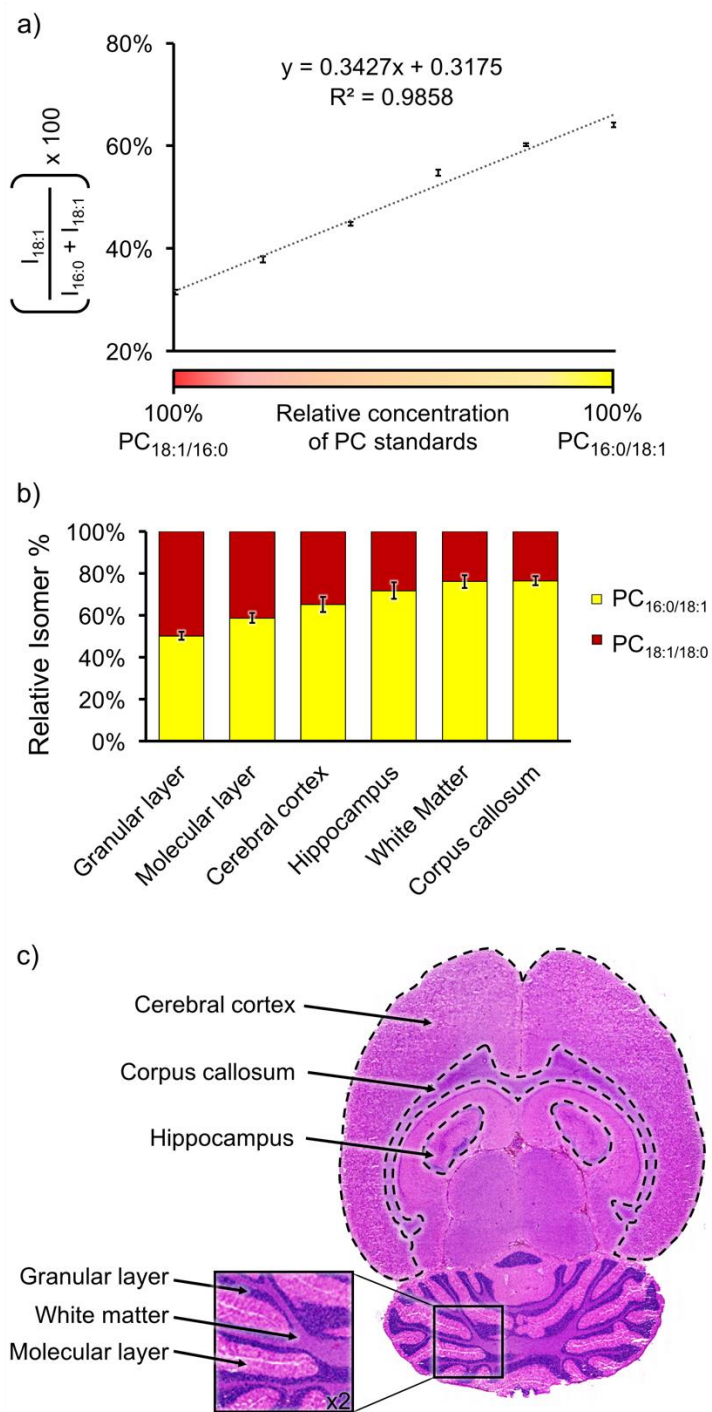 a)
80%
60%
40%
20%
y = 0.3427x + 0.3175
R² = 0.9858
I18:1
I16:0 + I18:1
x 100
100%
PC18:1/16:0
Relative concentration
of PC standards
100%
PC16:0/18:1
b)
Relative Isomer %
100%
80%
60%
40%
20%
0%
PC16:0/18:1
PC18:1/18:0
Granular layer
Molecular layer
Cerebral cortex
Hippocampus
White Matter
Corpus callosum
c)
Cerebral cortex
Corpus callosum
Hippocampus
Granular layer
White matter
Molecular layer
x2